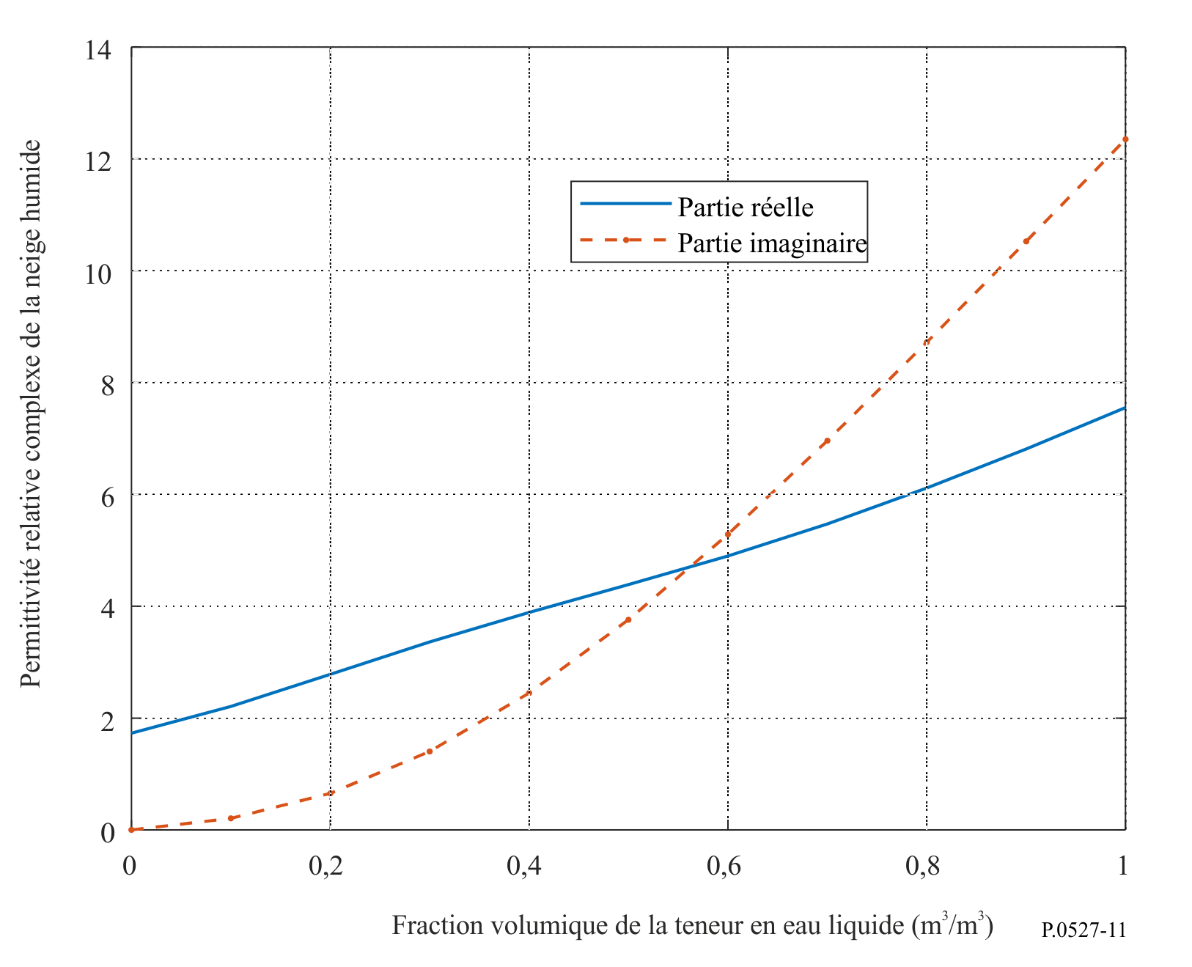 14
12
10
8
6
4
2
0
Permittivité relative complexe de la neige humide
Partie réelle
Partie imaginaire
0 0,2 0,4 0,6 0,8 1
Fraction volumique de la teneur en eau liquide (m³/m³)
P.0527-11